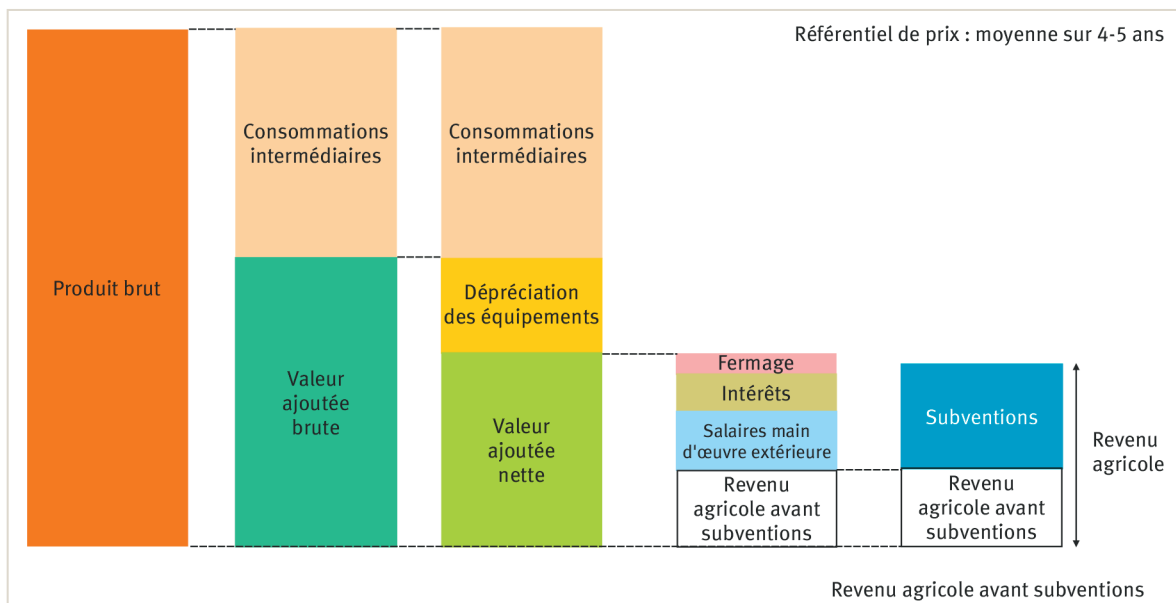 Référentiel de prix : moyenne sur 4-5 ans
Produit brut
Consommations
intermédiaires
Valeur
ajoutée
brute
Consommations
intermédiaires
Dépréciation
des équipements
Valeur
ajoutée
nette
Fermage
Intérêts
Salaires main
d'œuvre extérieure
Revenu
agricole avant
subventions
Subventions
Revenu
agricole avant
subventions
Revenu
agricole
Revenu agricole avant subventions